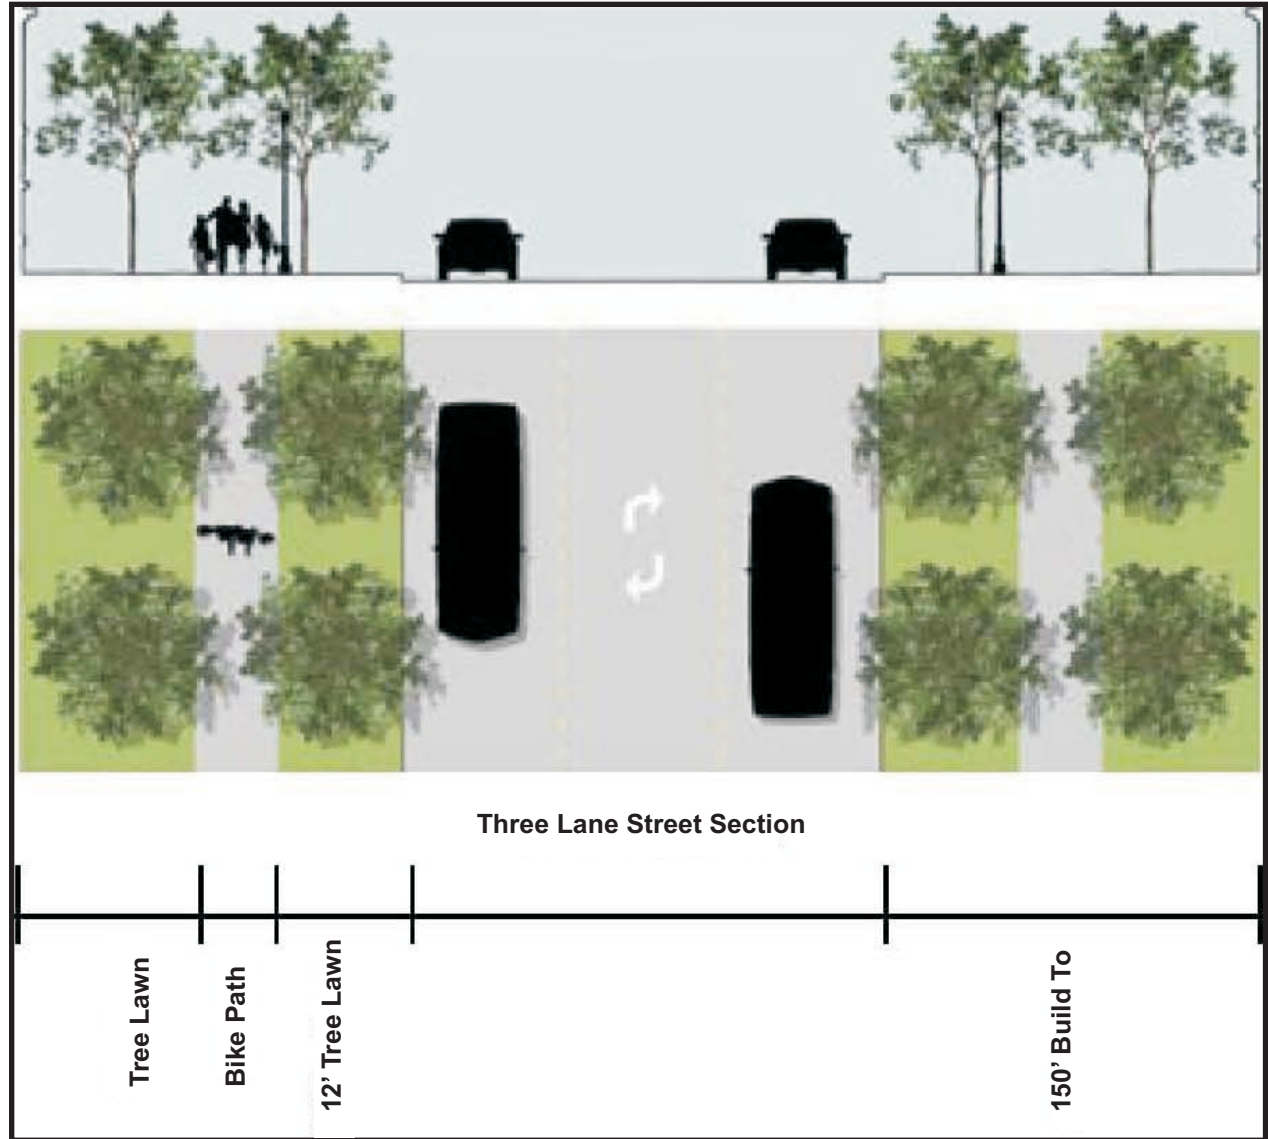 Three Lane Street Section
Tree Lawn
Bike Path
12’ Tree Lawn
150’ Build To